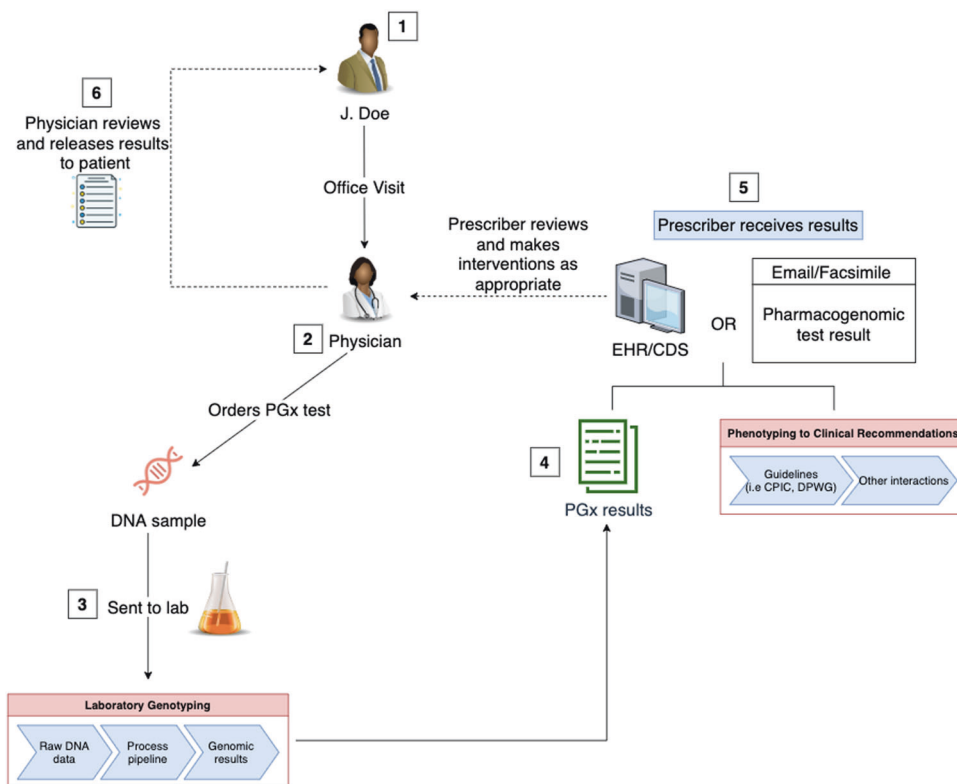 1
J. Doe
Office Visit
2
Physician
Orders PGx test
DNA sample
3
Sent to lab
Laboratory Genotyping
Raw DNA
data
Process
pipeline
Genomic
results
4
PGx results
Phenotyping to Clinical Recommendations
Guidelines
(i.e CPIC, DPWG)
Other interactions
5
Prescriber receives results
EHR/CDS
OR
Email/Facsimile
Pharmacogenomic
test result
Prescriber reviews
and makes
interventions as
appropriate
6
Physician reviews
and releases results
to patient